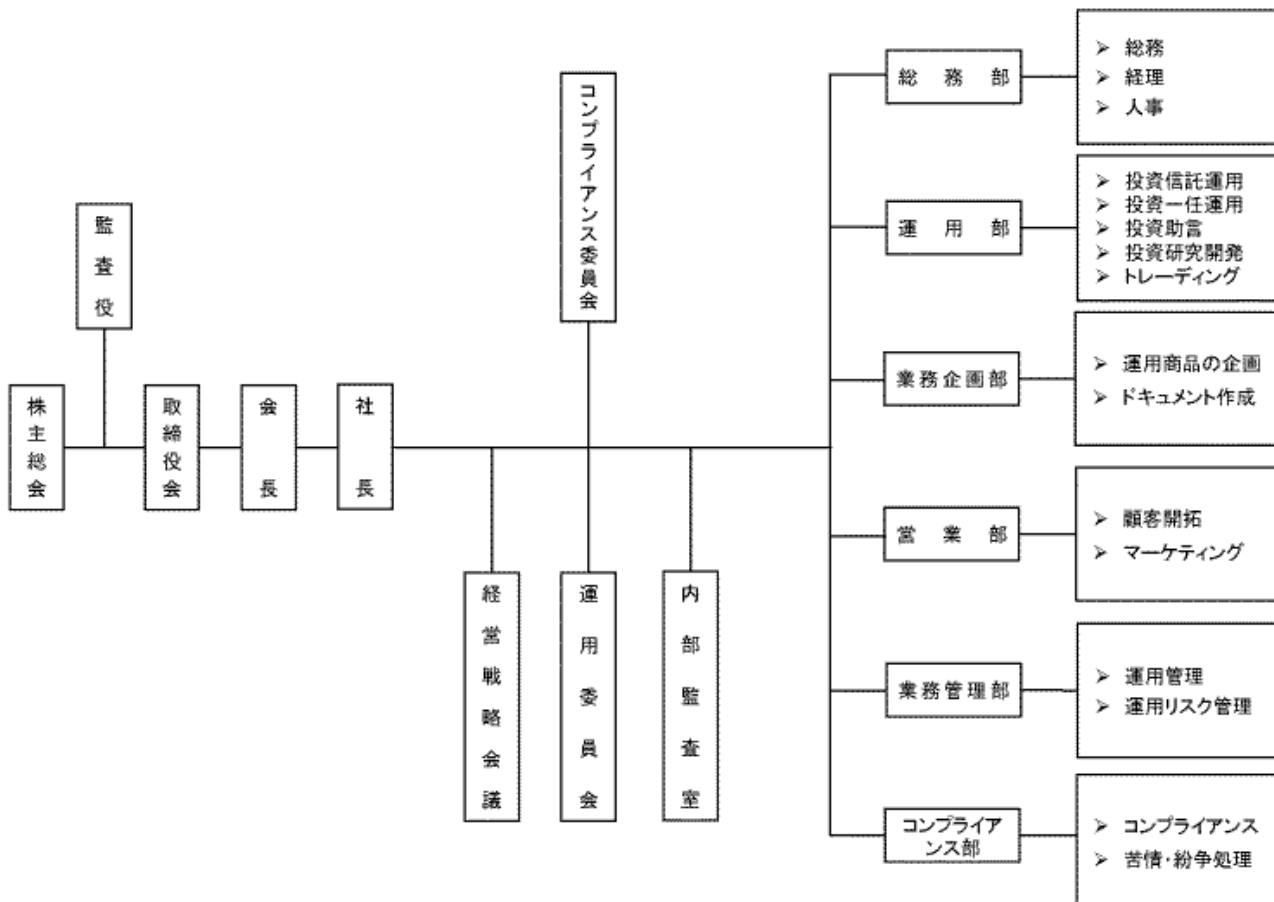 株主総会
監査役
取締役会
会長
社長
コンプライアンス委員会
経営戦略会議
運用委員会
内部監査室
総務部
➢ 総務
➢ 経理
➢ 人事
運用部
➢ 投資信託運用
➢ 投資一任運用
➢ 投資助言
➢ 投資研究開発
➢ トレーディング
業務企画部
➢ 運用商品の企画
➢ ドキュメント作成
営業部
➢ 顧客開拓
➢ マーケティング
業務管理部
➢ 運用管理
➢ 運用リスク管理
コンプライア
ンス部
➢ コンプライアンス
➢ 苦情・紛争処理